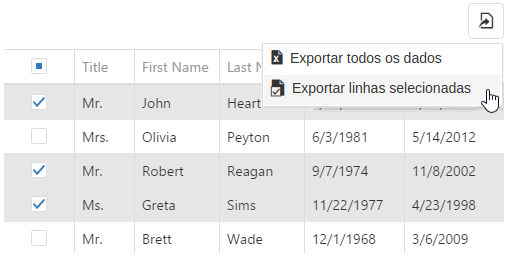 Exportar todos os dados
Title First Name Last N
Exportar linhas selecionadas
Mr. John Heart
Mrs. Olivia Peyton 6/3/1981 5/14/2012
Mr. Robert Reagan 9/7/1974 11/8/2002
Ms. Greta Sims 11/22/1977 4/23/1998
Mr. Brett Wade 12/1/1968 3/6/2009